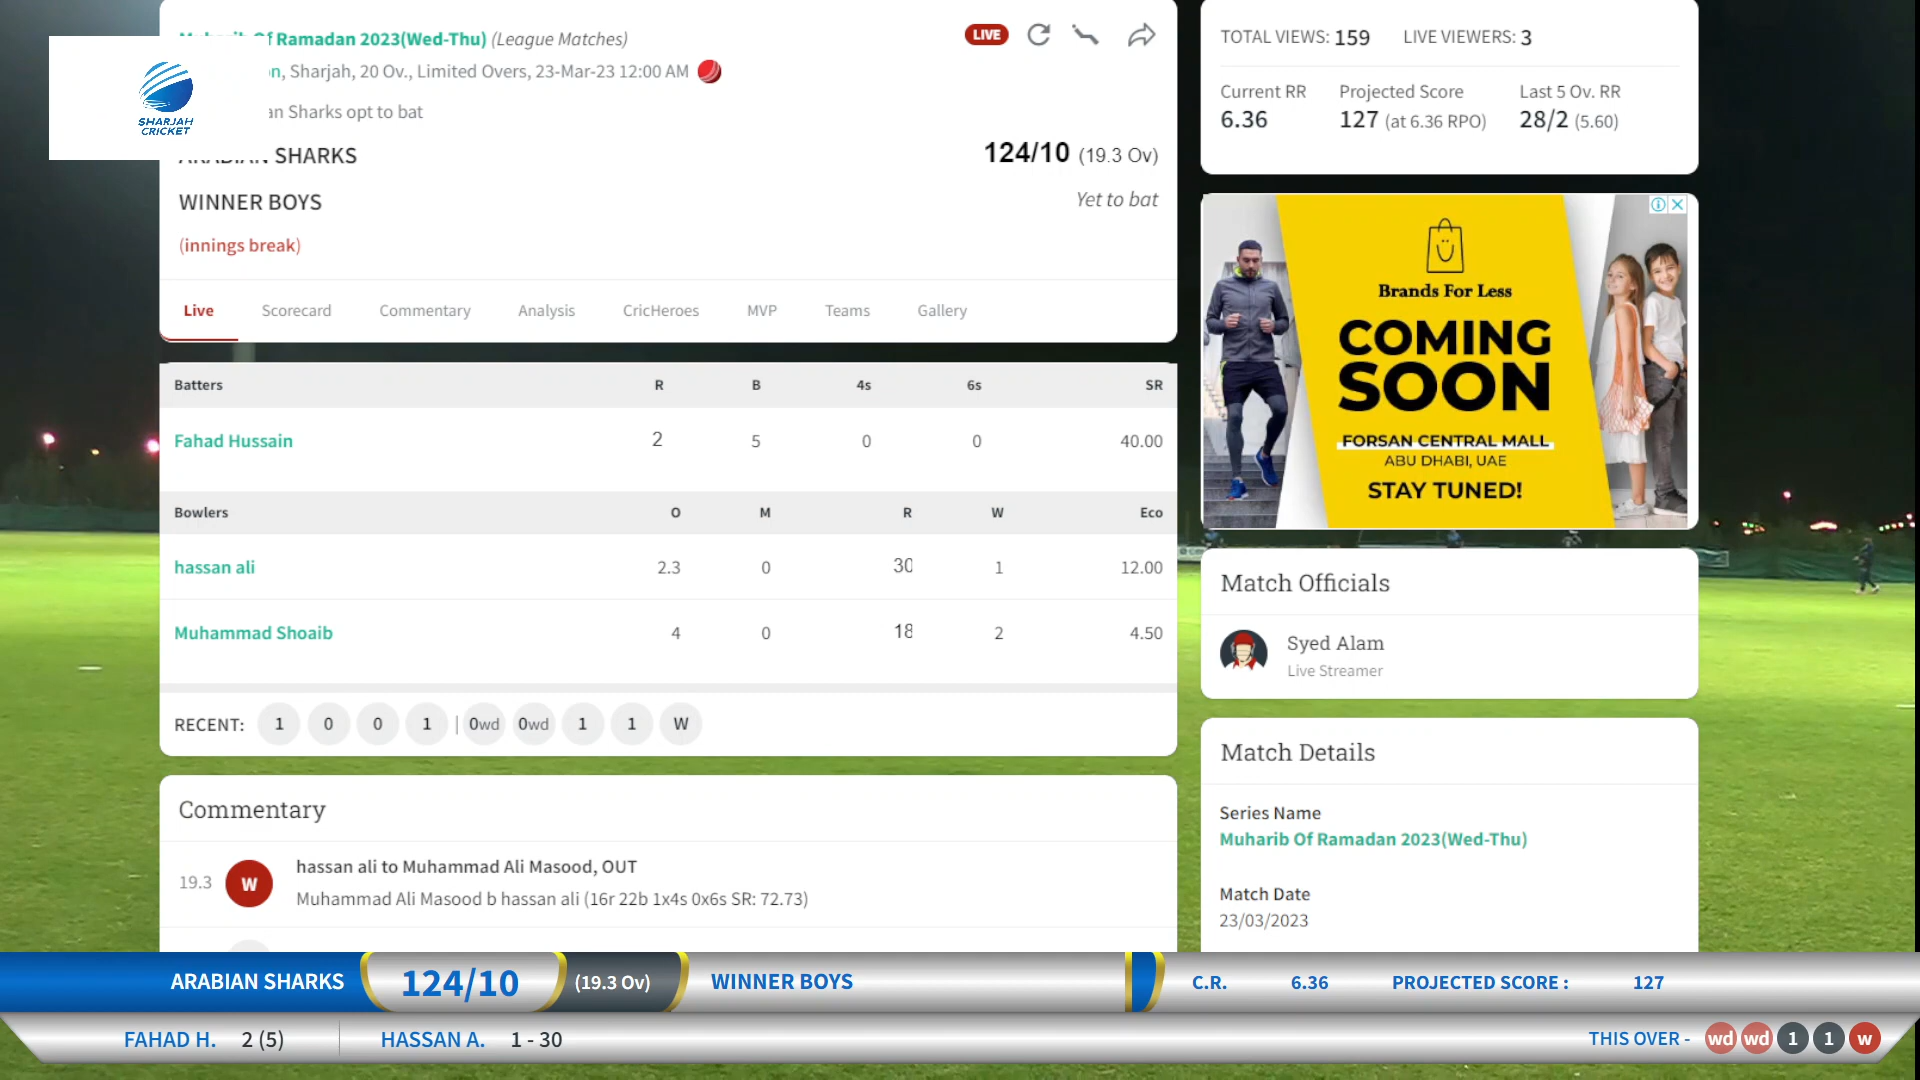 Of Ramadan 2023(Wed-Thu) (League Matches)
LIVE
n, Sharjah, 20 Ov., Limited Overs, 23-Mar-23 12:00 AM
an Sharks opt to bat
SHARJAH
CRICKET
ARABIAN SHARKS 124/10 (19.3 Ov)
WINNER BOYS Yet to bat
(innings break)
Live Scorecard Commentary Analysis CricHeroes MVP Teams Gallery
Batters R B 4s 6s SR
Fahad Hussain 2 5 0 0 40.00
Bowlers O M R W Eco
hassan ali 2.3 0 30 1 12.00
Muhammad Shoaib 4 0 18 2 4.50
RECENT: 1 0 0 1 | 0wd 0wd 1 1 W
Commentary
19.3 W hassan ali to Muhammad Ali Masood, OUT
Muhammad Ali Masood b hassan ali (16r 22b 1x4s 0x6s SR: 72.73)
TOTAL VIEWS: 159 LIVE VIEWERS: 3
Current RR Projected Score Last 5 Ov. RR
6.36 127 (at 6.36 RPO) 28/2 (5.60)
Brands For Less
COMING
SOON
FORSAN CENTRAL MALL
ABU DHABI, UAE
STAY TUNED!
Match Officials
Syed Alam
Live Streamer
Match Details
Series Name
Muharib Of Ramadan 2023(Wed-Thu)
Match Date
23/03/2023
ARABIAN SHARKS 124/10 (19.3 Ov) WINNER BOYS C.R. 6.36 PROJECTED SCORE : 127
FAHAD H. 2 (5) HASSAN A. 1 - 30 THIS OVER - wd wd 1 1 w